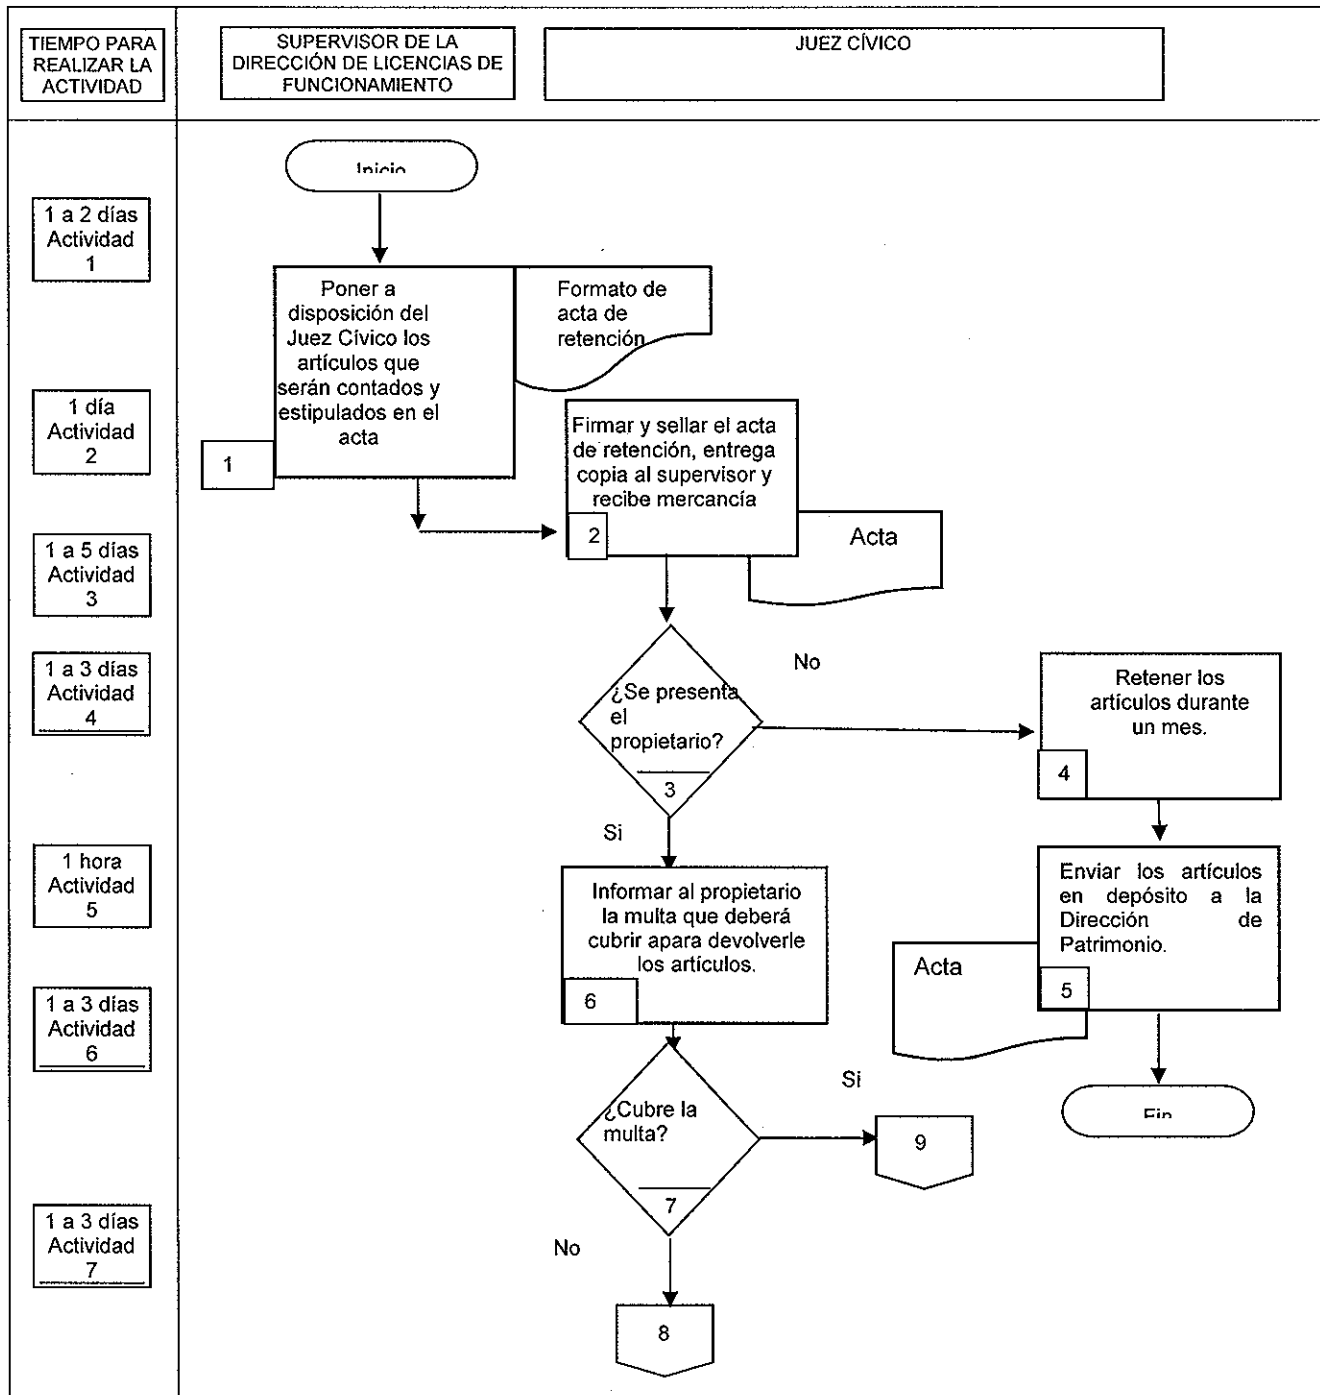 TIEMPO PARA
REALIZAR LA
ACTIVIDAD
SUPERVISOR DE LA
DIRECCIÓN DE LICENCIAS DE
FUNCIONAMIENTO
JUEZ CÍVICO
Inicio
1 a 2 días
Actividad
1
Poner a
disposición del
Juez Cívico los
artículos que
serán contados y
estipulados en el
acta
1
Formato de
acta de
retención
1 día
Actividad
2
Firmar y sellar el acta
de retención, entrega
copia al supervisor y
recibe mercancía
2
Acta
1 a 5 días
Actividad
3
1 a 3 días
Actividad
4
¿Se presenta
el
propietario?
3
No
Retener los
artículos durante
un mes.
4
Si
1 hora
Actividad
5
Informar al propietario
la multa que deberá
cubrir apara devolverle
los artículos.
6
Enviar los artículos
en depósito a la
Dirección de
Patrimonio.
5
Acta
1 a 3 días
Actividad
6
¿Cubre la
multa?
7
Si
9
Fin
1 a 3 días
Actividad
7
No
8